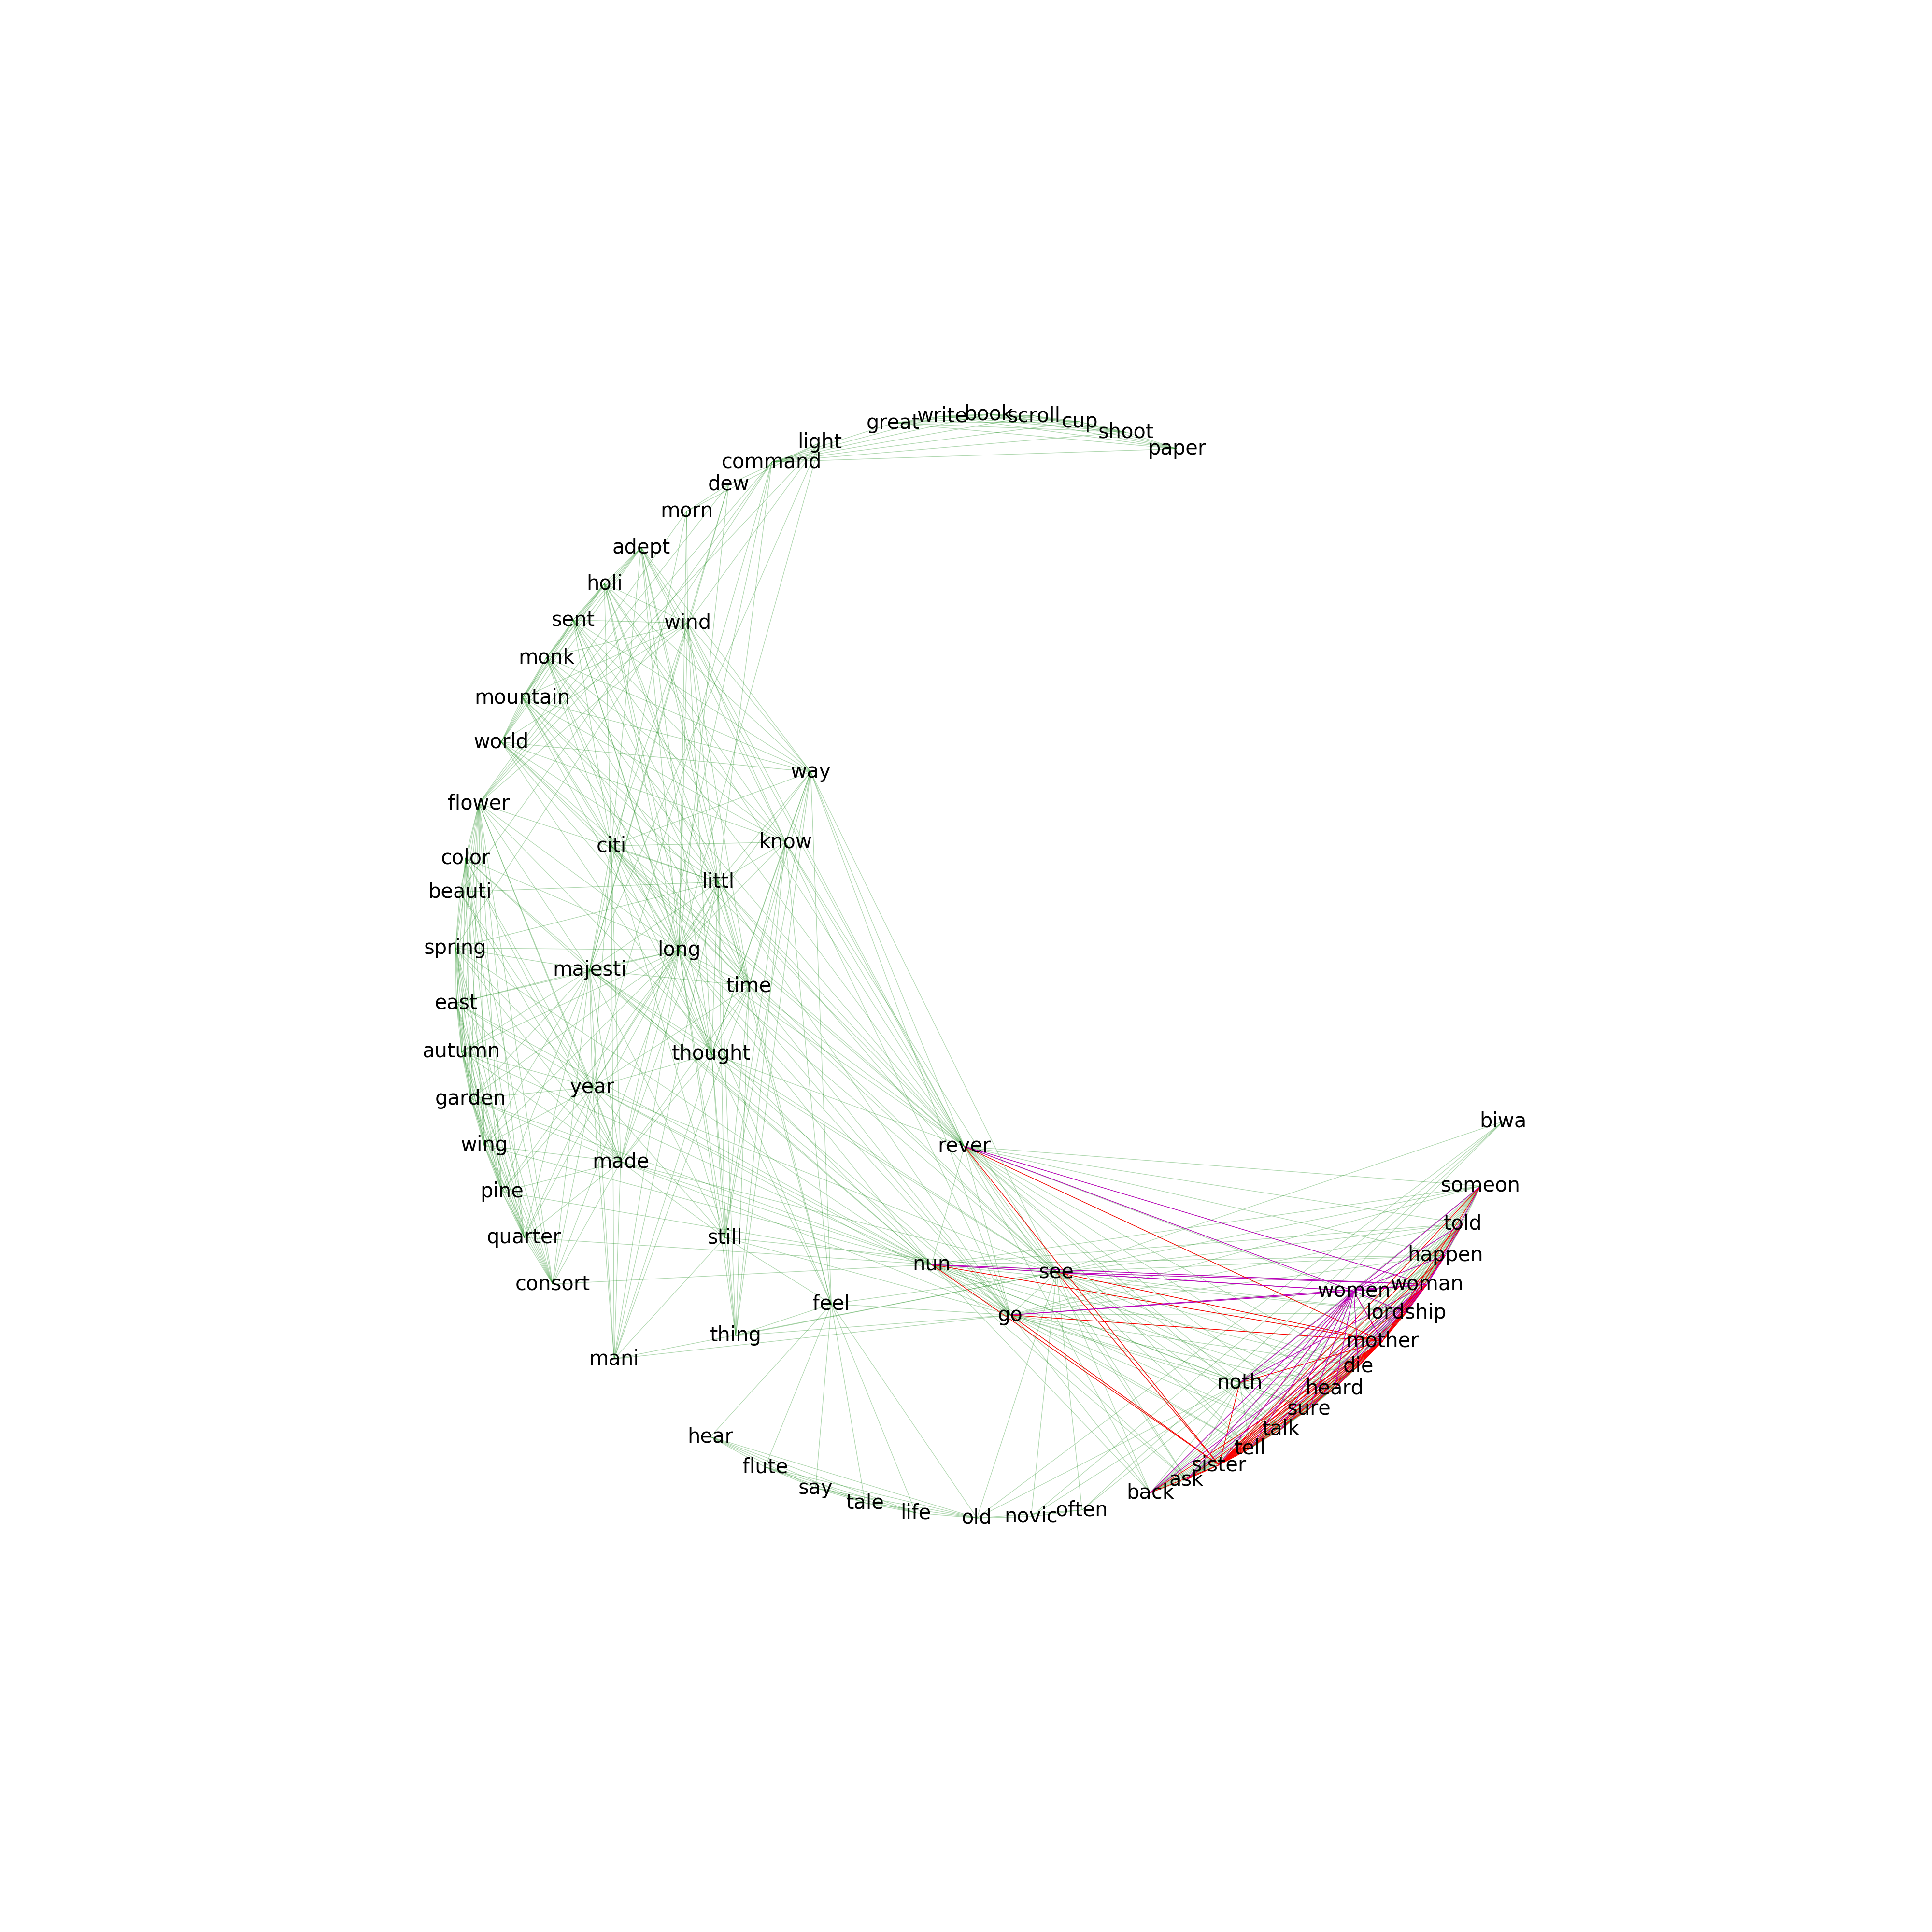 great
write
book
scroll
cup
shoot
paper
light
command
dew
morn
adept
holi
sent
wind
monk
mountain
world
way
flower
citi
know
color
littl
beauti
spring
long
majesti
time
east
autumn
thought
year
garden
wing
rever
biwa
made
pine
someon
told
quarter
still
happen
nun
see
consort
woman
women
feel
go
lordship
thing
mother
mani
die
noth
heard
sure
hear
talk
tell
flute
sister
ask
say
back
tale
life
old
novic
often